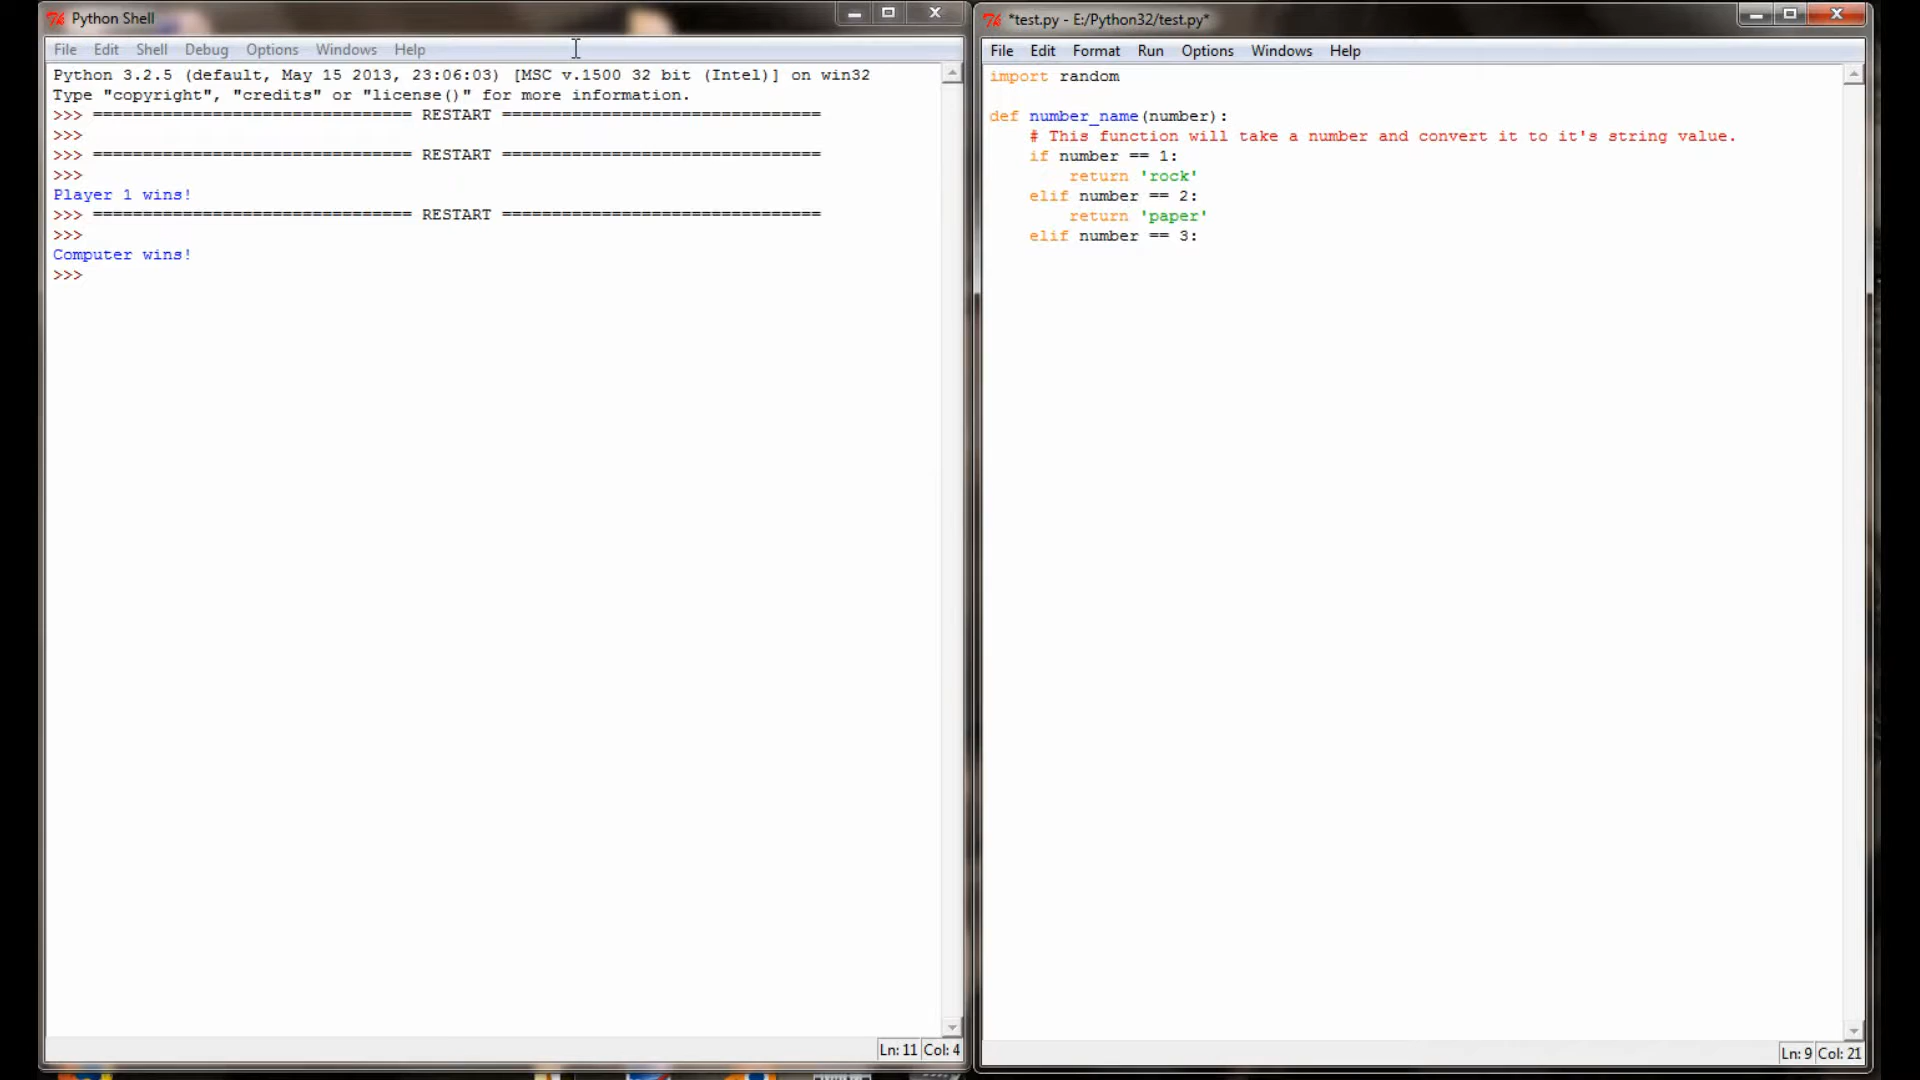 Python Shell
File Edit Shell Debug Options Windows Help
Python 3.2.5 (default, May 15 2013, 23:06:03) [MSC v.1500 32 bit (Intel)] on win32
Type "copyright", "credits" or "license()" for more information.
>>> ================================ RESTART ================================
>>>
>>> ================================ RESTART ================================
>>>
Player 1 wins!
>>> ================================ RESTART ================================
>>>
Computer wins!
>>>
Ln: 11 Col: 4
*test.py - E:/Python32/test.py*
File Edit Format Run Options Windows Help
import random
def number_name(number):
    # This function will take a number and convert it to it's string value.
    if number == 1:
        return 'rock'
    elif number == 2:
        return 'paper'
    elif number == 3:
Ln: 9 Col: 21